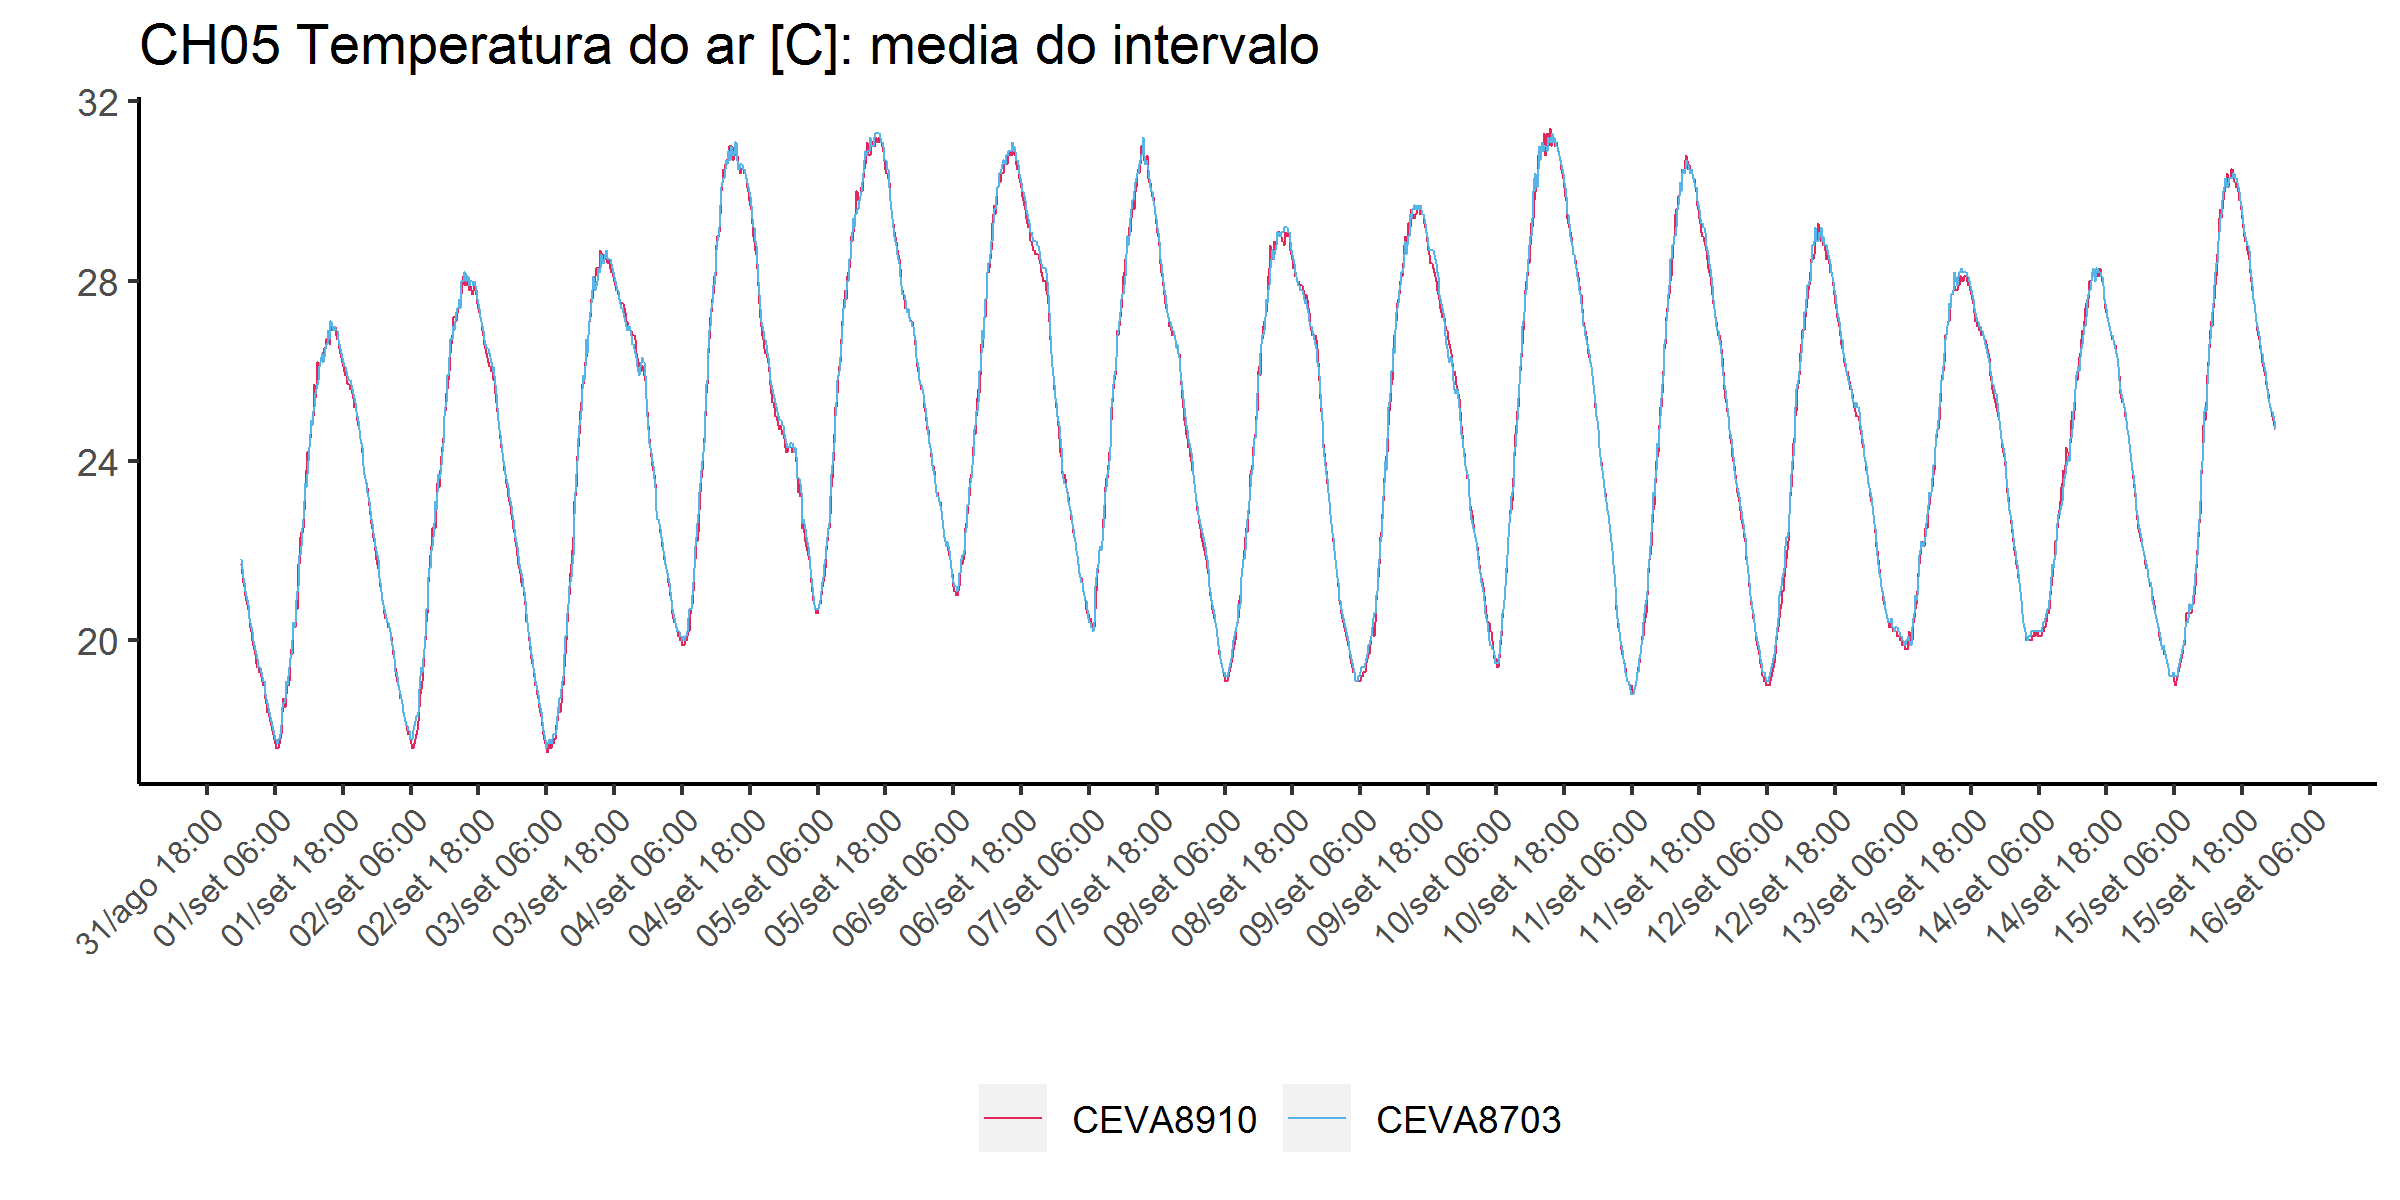 CH05 Temperatura do ar [C]: media do intervalo
32
28
24
20
31/ago 18:00
01/set 06:00
01/set 18:00
02/set 06:00
02/set 18:00
03/set 06:00
03/set 18:00
04/set 06:00
04/set 18:00
05/set 06:00
05/set 18:00
06/set 06:00
06/set 18:00
07/set 06:00
07/set 18:00
08/set 06:00
08/set 18:00
09/set 06:00
09/set 18:00
10/set 06:00
10/set 18:00
11/set 06:00
11/set 18:00
12/set 06:00
12/set 18:00
13/set 06:00
13/set 18:00
14/set 06:00
14/set 18:00
15/set 06:00
15/set 18:00
16/set 06:00
CEVA8910 CEVA8703